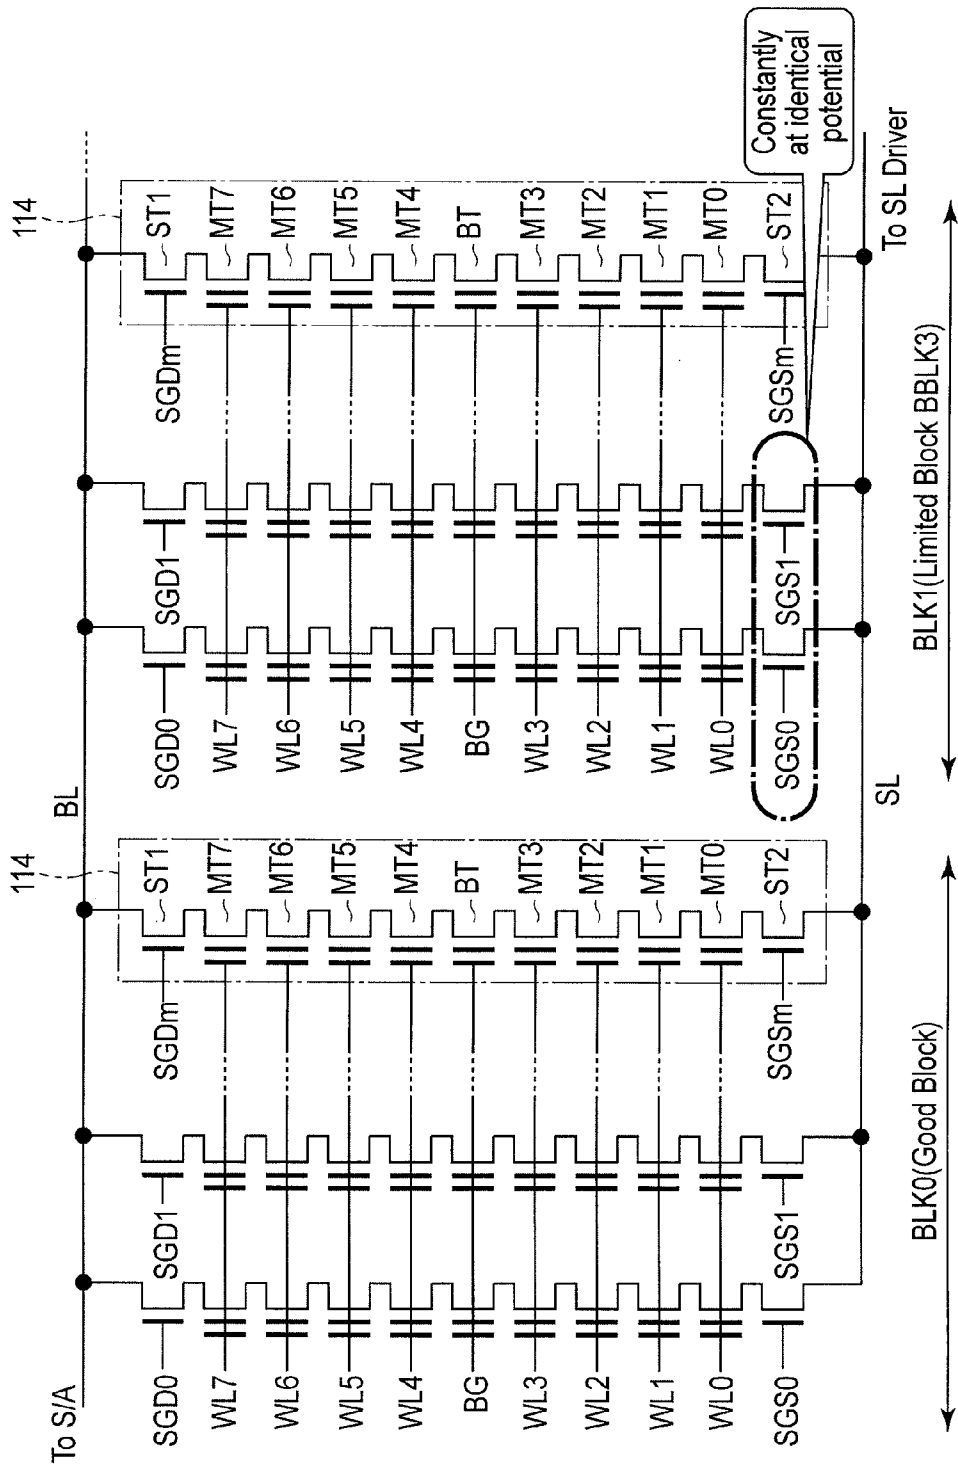 114 114
To S/A BL
SGD0 SGD1 SGDm ST1 SGD0 SGD1 SGDm ST1
WL7 MT7 WL7 MT7
WL6 MT6 WL6 MT6
WL5 MT5 WL5 MT5
WL4 MT4 WL4 MT4
BG BT BG BT
WL3 MT3 WL3 MT3
WL2 MT2 WL2 MT2
WL1 MT1 WL1 MT1
WL0 MT0 WL0 MT0
SGS0 SGS1 SGSm ST2 SGS0 SGS1 SGSm ST2
Constantly
at identical
potential
SL To SL Driver
BLK0(Good Block) BLK1(Limited Block BBLK3)